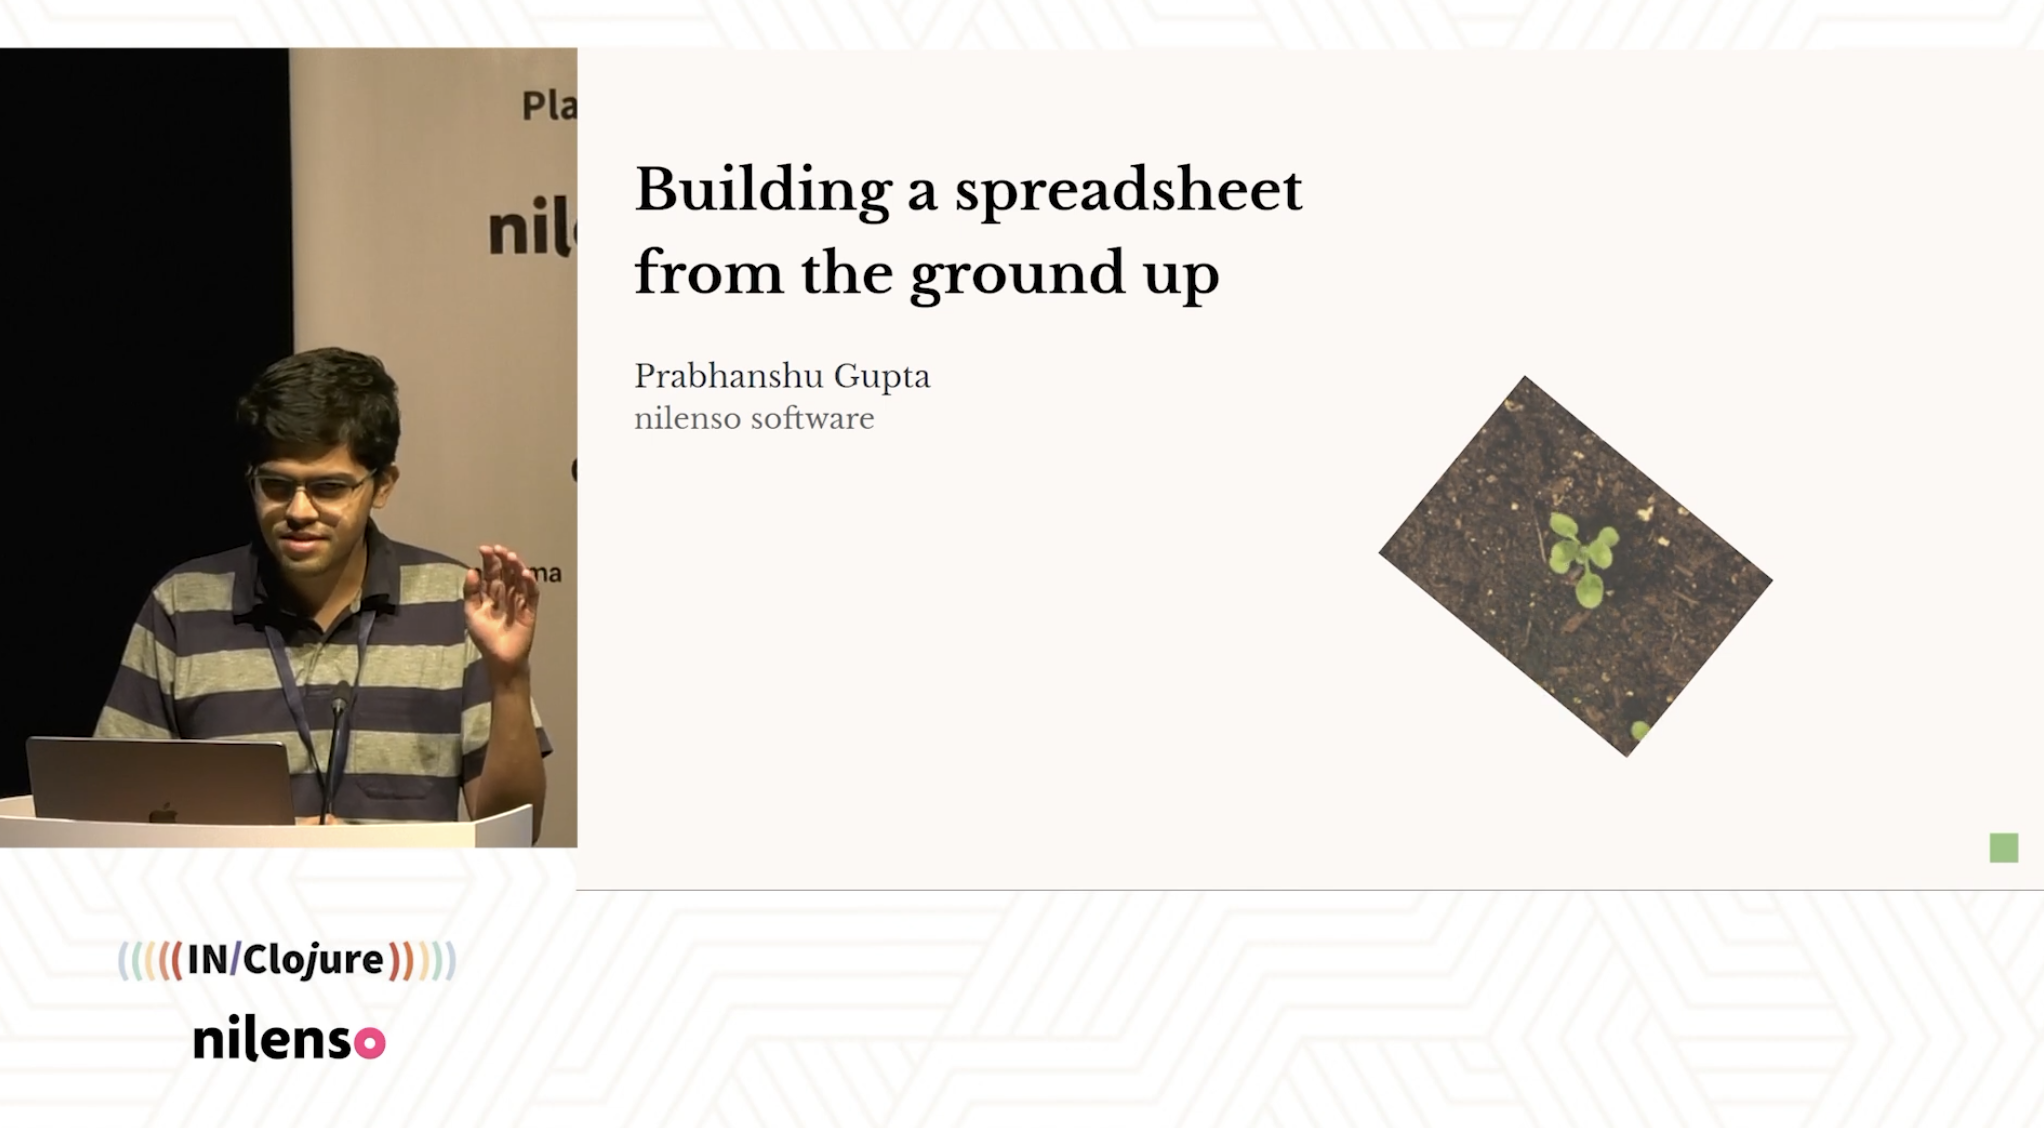 Pla
nil
ma
Building a spreadsheet
from the ground up
Prabhanshu Gupta
nilenso software
(((((IN/Clojure)))))
nilenso